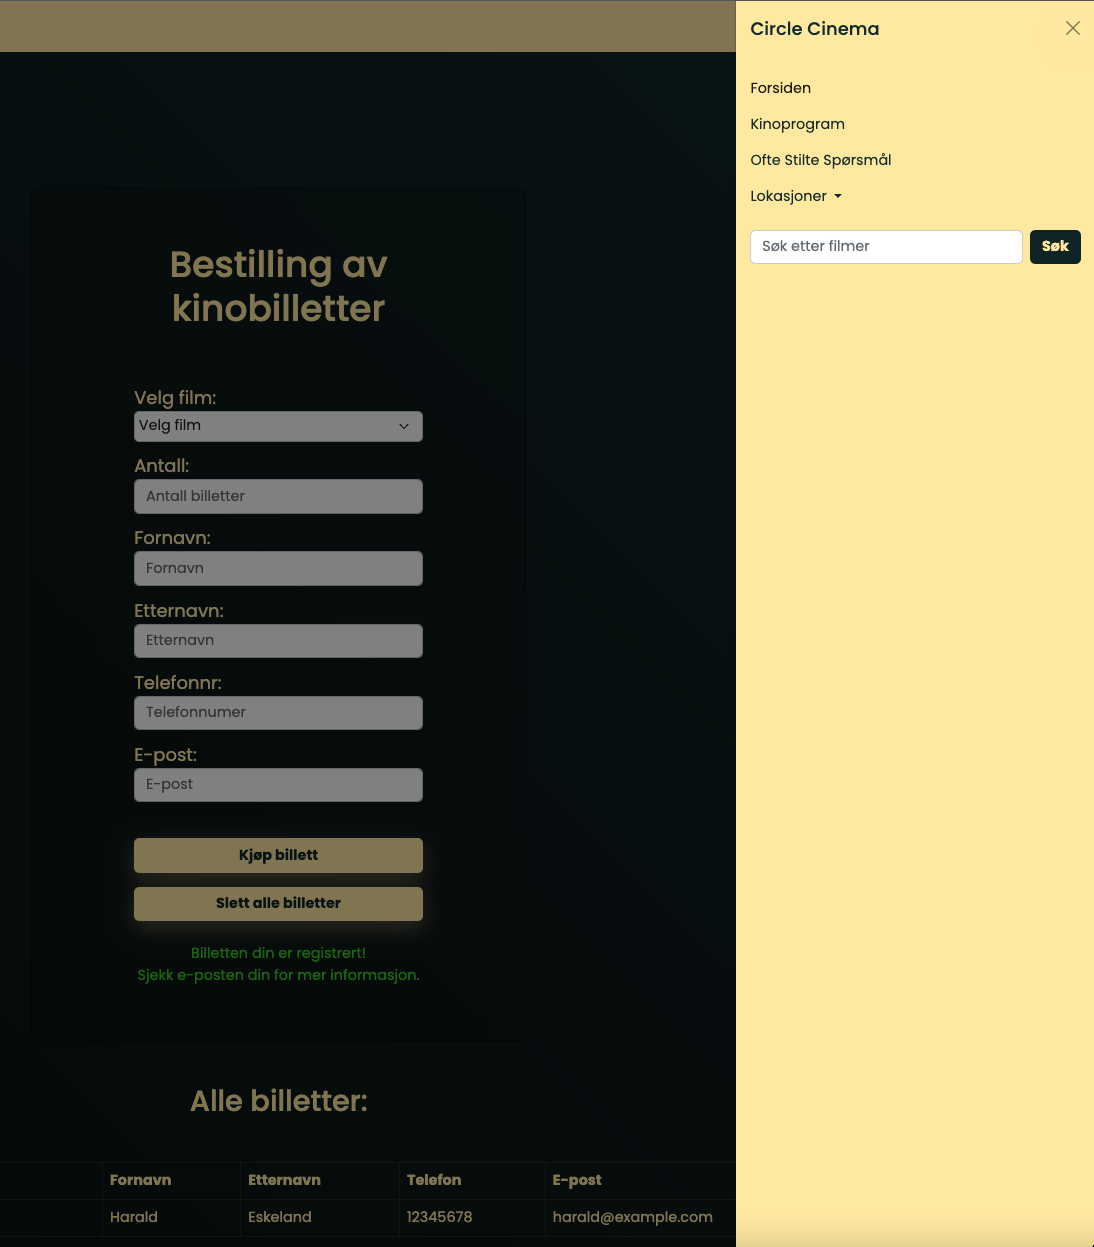 Circle Cinema
Forsiden
Kinoprogram
Ofte Stilte Spørsmål
Lokasjoner
Søk etter filmer
Søk
Bestilling av
kinobilletter
Velg film:
Velg film
Antall:
Antall billetter
Fornavn:
Fornavn
Etternavn:
Etternavn
Telefonnr:
Telefonnumer
E-post:
E-post
Kjøp billett
Slett alle billetter
Billetten din er registrert!
Sjekk e-posten din for mer informasjon.
Alle billetter:
Fornavn Etternavn Telefon E-post
Harald Eskeland 12345678 harald@example.com